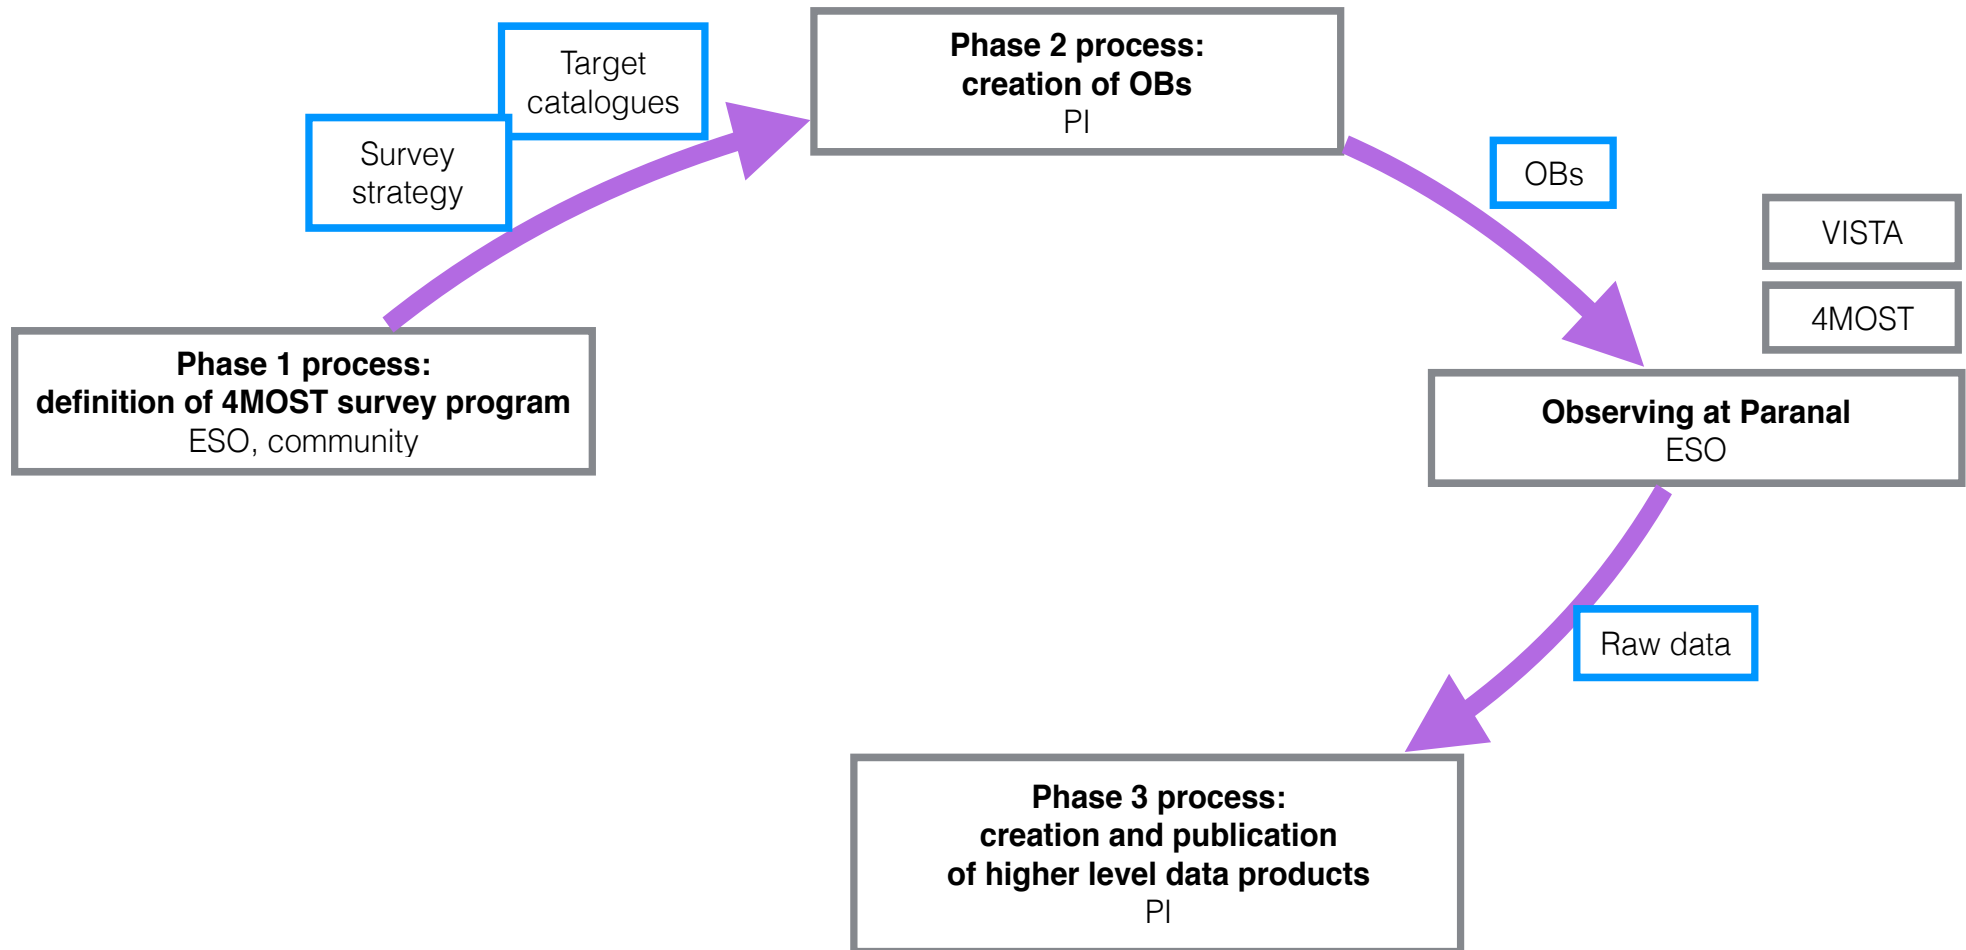 Target
catalogues
Survey
strategy
Phase 2 process:
creation of OBs
PI
OBs
VISTA
4MOST
Phase 1 process:
definition of 4MOST survey program
ESO, community
Observing at Paranal
ESO
Raw data
Phase 3 process:
creation and publication
of higher level data products
PI